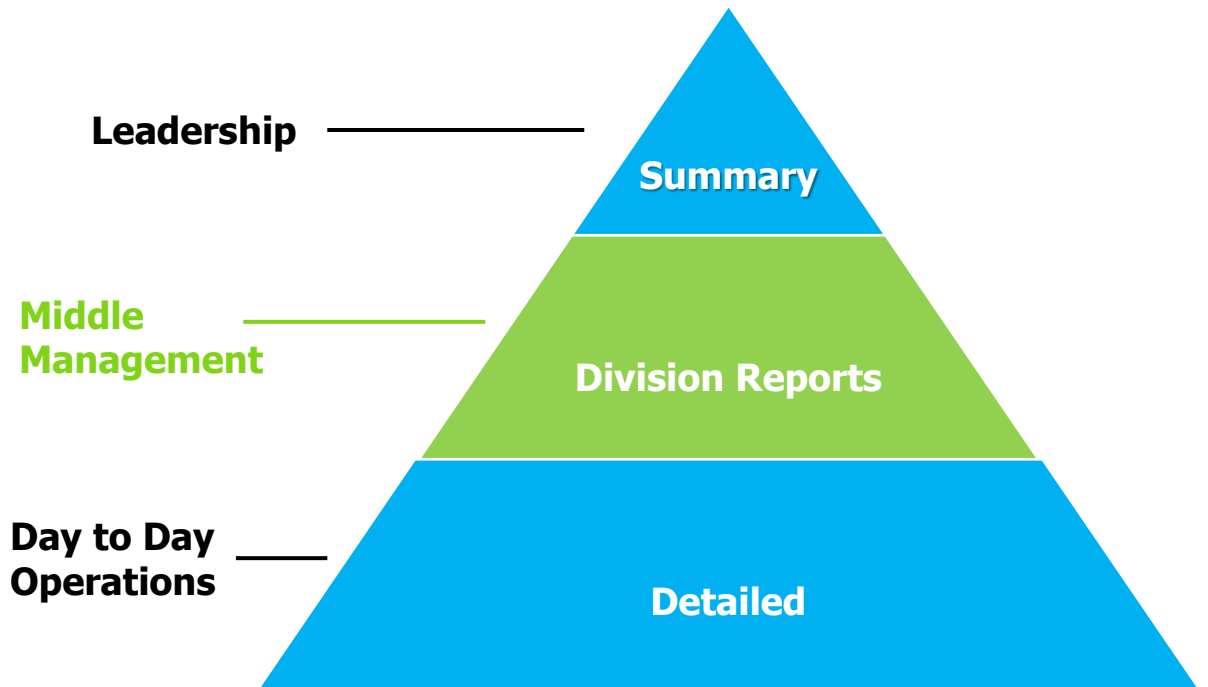 Leadership
Summary
Middle
Management
Division Reports
Day to Day
Operations
Detailed